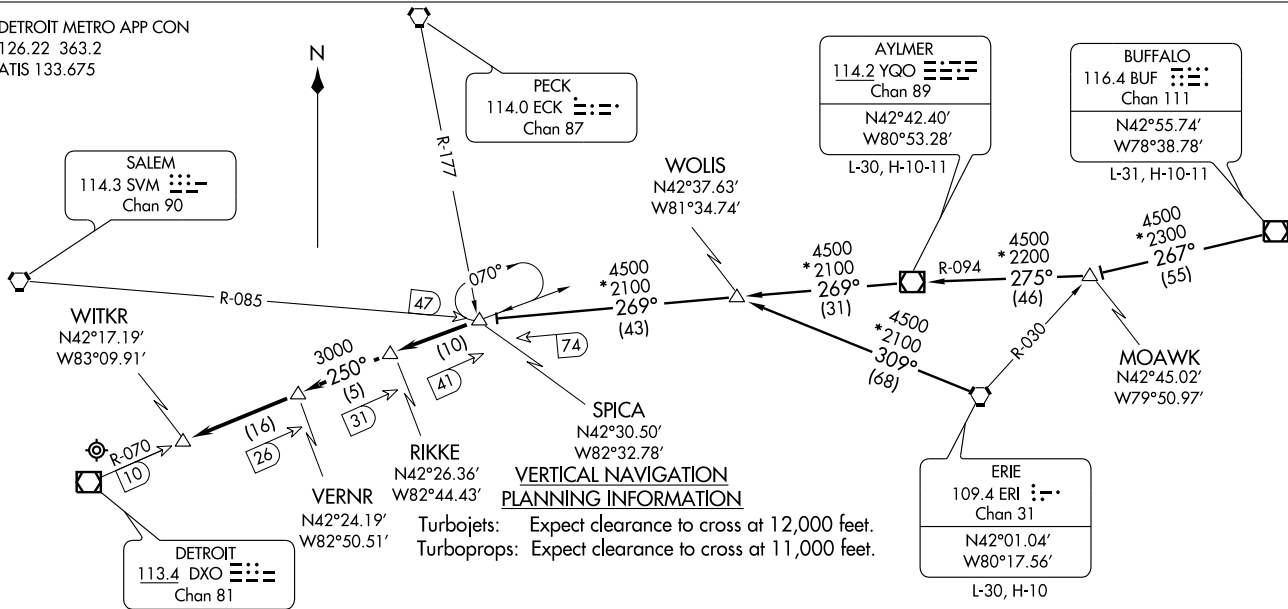 DETROIT METRO APP CON
126.22 363.2
ATIS 133.675
N
PECK
114.0 ECK
Chan 87
AYLMER
114.2 YQO
Chan 89
N42°42.40′
W80°53.28′
L-30, H-10-11
BUFFALO
116.4 BUF
Chan 111
N42°55.74′
W78°38.78′
L-31, H-10-11
SALEM
114.3 SVM
Chan 90
R-177
WOLIS
N42°37.63′
W81°34.74′
4500
*2300
267°
(55)
4500
*2200
R-094
275°
(46)
4500
*2100
269°
(31)
4500
*2100
269°
(43)
070°
R-085
47
74
WITKR
N42°17.19′
W83°09.91′
3000
250°
(5)
(10)
41
31
(16)
26
R-070
10
4500
*2100
309°
(68)
R-030
MOAWK
N42°45.02′
W79°50.97′
SPICA
N42°30.50′
W82°32.78′
RIKKE
N42°26.36′
W82°44.43′
VERNR
N42°24.19′
W82°50.51′
VERTICAL NAVIGATION
PLANNING INFORMATION
Turbojets: Expect clearance to cross at 12,000 feet.
Turboprops: Expect clearance to cross at 11,000 feet.
DETROIT
113.4 DXO
Chan 81
ERIE
109.4 ERI
Chan 31
N42°01.04′
W80°17.56′
L-30, H-10